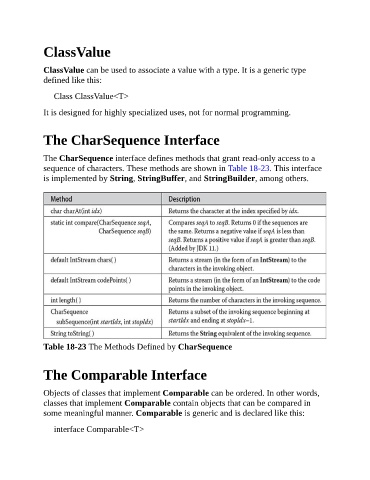 ClassValue
ClassValue can be used to associate a value with a type. It is a generic type
defined like this:
Class ClassValue<T>
It is designed for highly specialized uses, not for normal programming.
The CharSequence Interface
The CharSequence interface defines methods that grant read-only access to a
sequence of characters. These methods are shown in Table 18-23. This interface
is implemented by String, StringBuffer, and StringBuilder, among others.
Method Description
char charAt(int idx) Returns the character at the index specified by idx.
static int compare(CharSequence seqA, Compares seqA to seqB. Returns 0 if the sequences are
CharSequence seqB) the same. Returns a negative value if seqA is less than
seqB. Returns a positive value if seqA is greater than seqB.
(Added by JDK 11.)
default IntStream chars( ) Returns a stream (in the form of an IntStream) to the
characters in the invoking object.
default IntStream codePoints( ) Returns a stream (in the form of an IntStream) to the code
points in the invoking object.
int length( ) Returns the number of characters in the invoking sequence.
CharSequence Returns a subset of the invoking sequence beginning at
subSequence(int startIdx, int stopIdx) startIdx and ending at stopIdx–1.
String toString( ) Returns the String equivalent of the invoking sequence.
Table 18-23 The Methods Defined by CharSequence
The Comparable Interface
Objects of classes that implement Comparable can be ordered. In other words,
classes that implement Comparable contain objects that can be compared in
some meaningful manner. Comparable is generic and is declared like this:
interface Comparable<T>